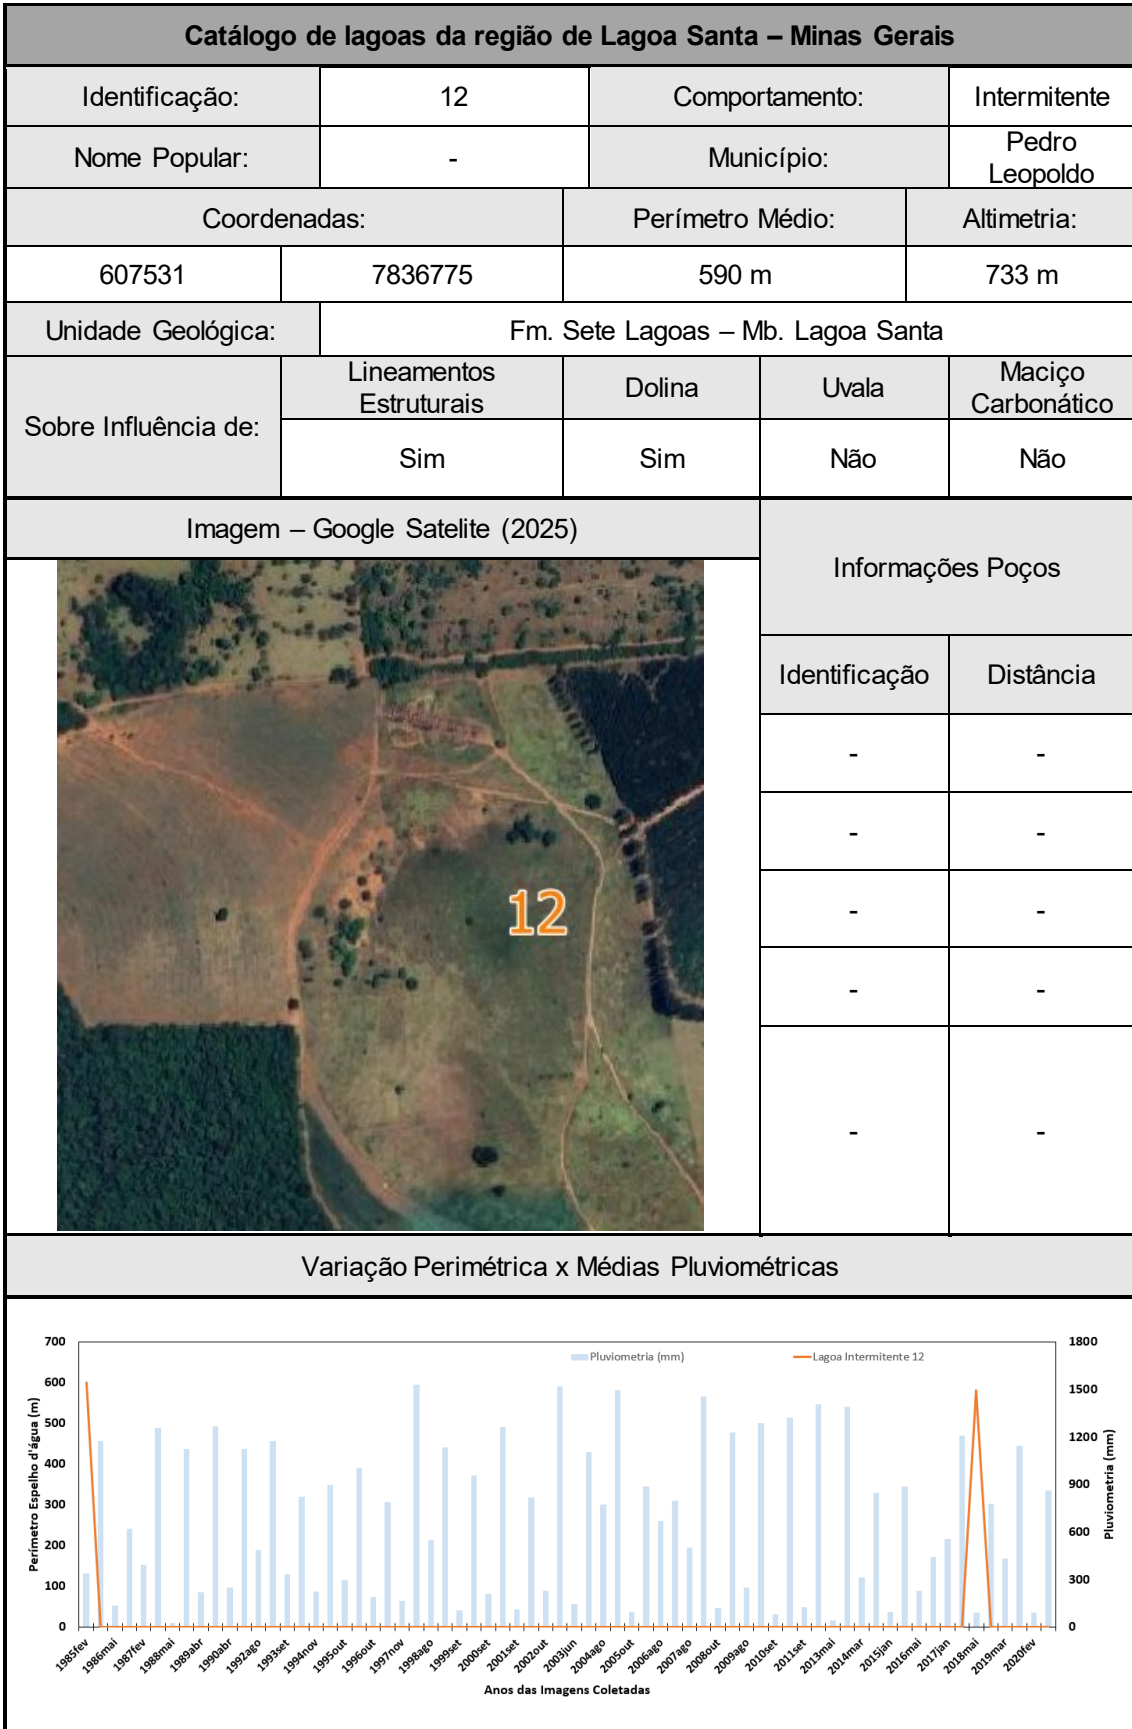 Catálogo de lagoas da região de Lagoa Santa – Minas Gerais
Identificação: 12 Comportamento: Intermitente
Nome Popular: - Município: Pedro Leopoldo
Coordenadas: Perímetro Médio: Altimetria:
607531 7836775 590 m 733 m
Unidade Geológica: Fm. Sete Lagoas – Mb. Lagoa Santa
Sobre Influência de: Lineamentos Estruturais Dolina Uvala Maciço Carbonático
Sim Sim Não Não
Imagem – Google Satelite (2025)
Informações Poços
Identificação Distância
- -
- -
- -
- -
- -
12
Variação Perimétrica x Médias Pluviométricas
Pluviometria (mm) Lagoa Intermitente 12
Perímetro Espelho d'água (m)
700
600
500
400
300
200
100
0
1800
1500
1200
900
600
300
0
Pluviometria (mm)
1985fev 1986mai 1987fev 1988mai 1989abr 1990abr 1992ago 1993set 1994nov 1995out 1996out 1997nov 1998ago 1999set 2000set 2001set 2002out 2003jun 2004ago 2005out 2006ago 2007ago 2008out 2009ago 2010set 2011set 2013mai 2014mar 2015jan 2016mai 2017jan 2018mai 2019mar 2020fev
Anos das Imagens Coletadas